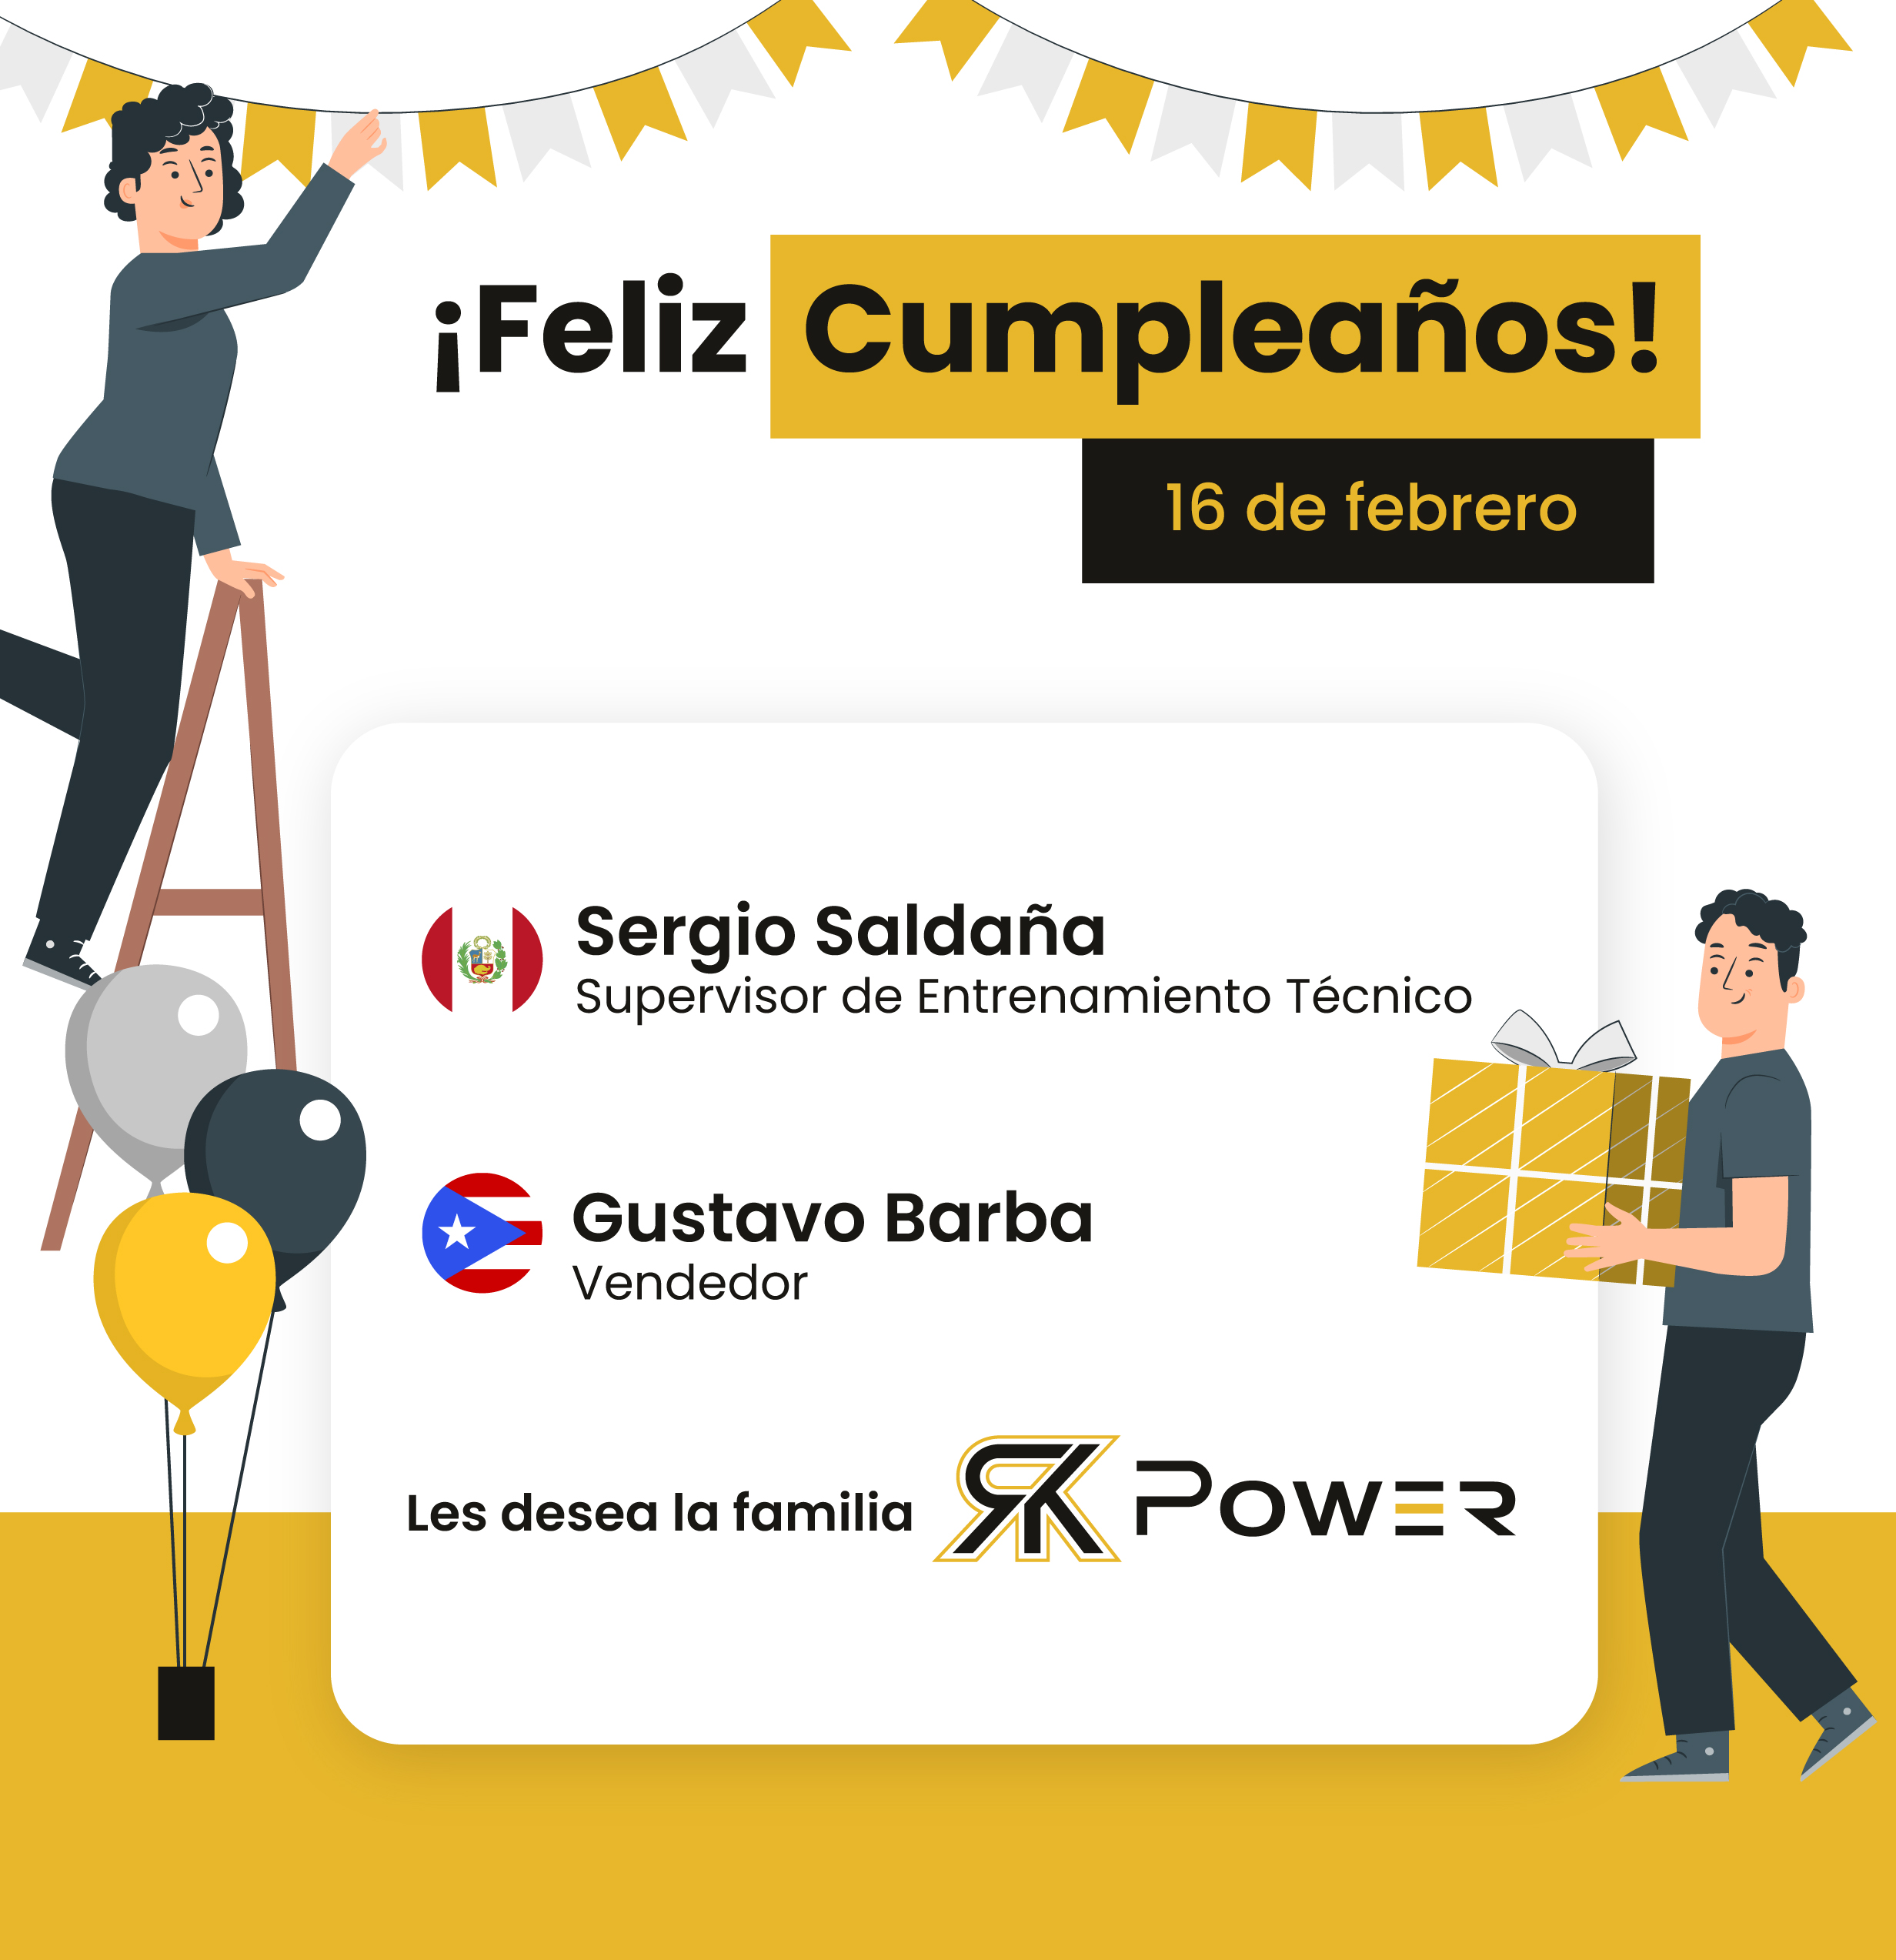 ¡Feliz Cumpleaños!
16 de febrero
Sergio Saldaña
Supervisor de Entrenamiento Técnico
Gustavo Barba
Vendedor
Les desea la familia RK POWER